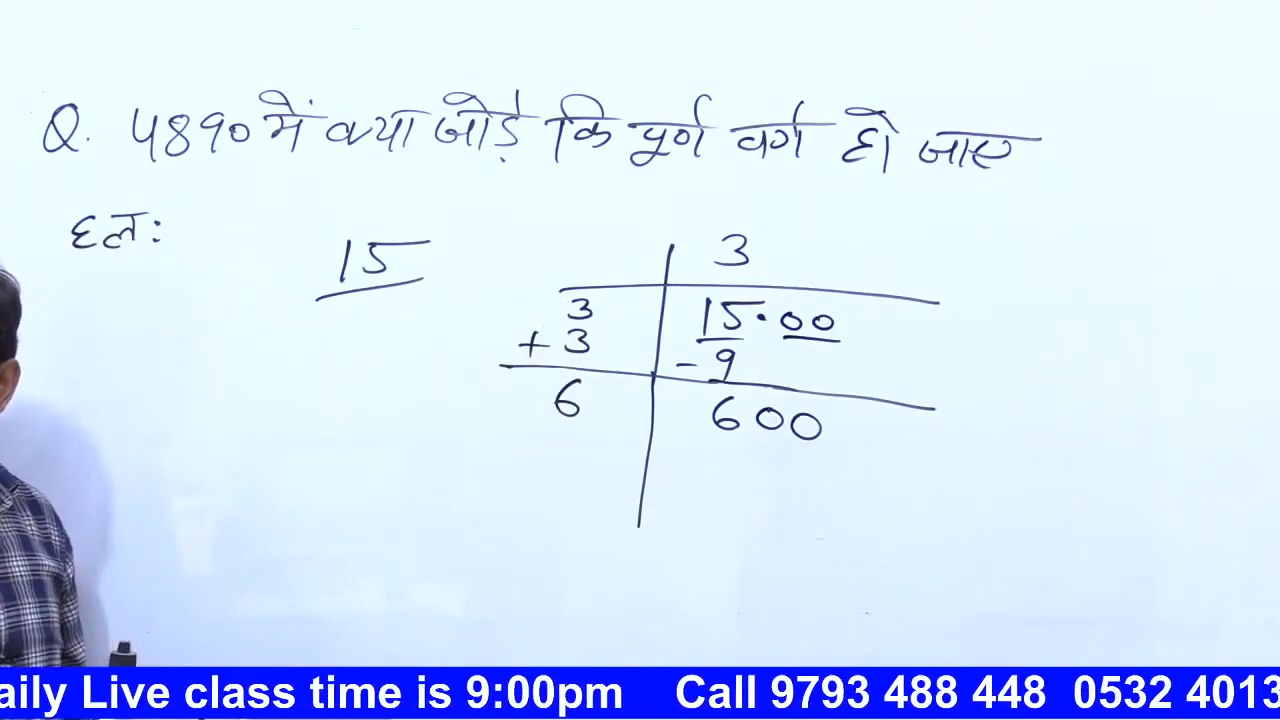 Q. 4890 में क्या जोड़े कि पूर्ण वर्ग हो जाए
हल:
15
3
3
15.00
+ 3
- 9
6
600
aily Live class time is 9:00pm Call 9793 488 448 0532 4013